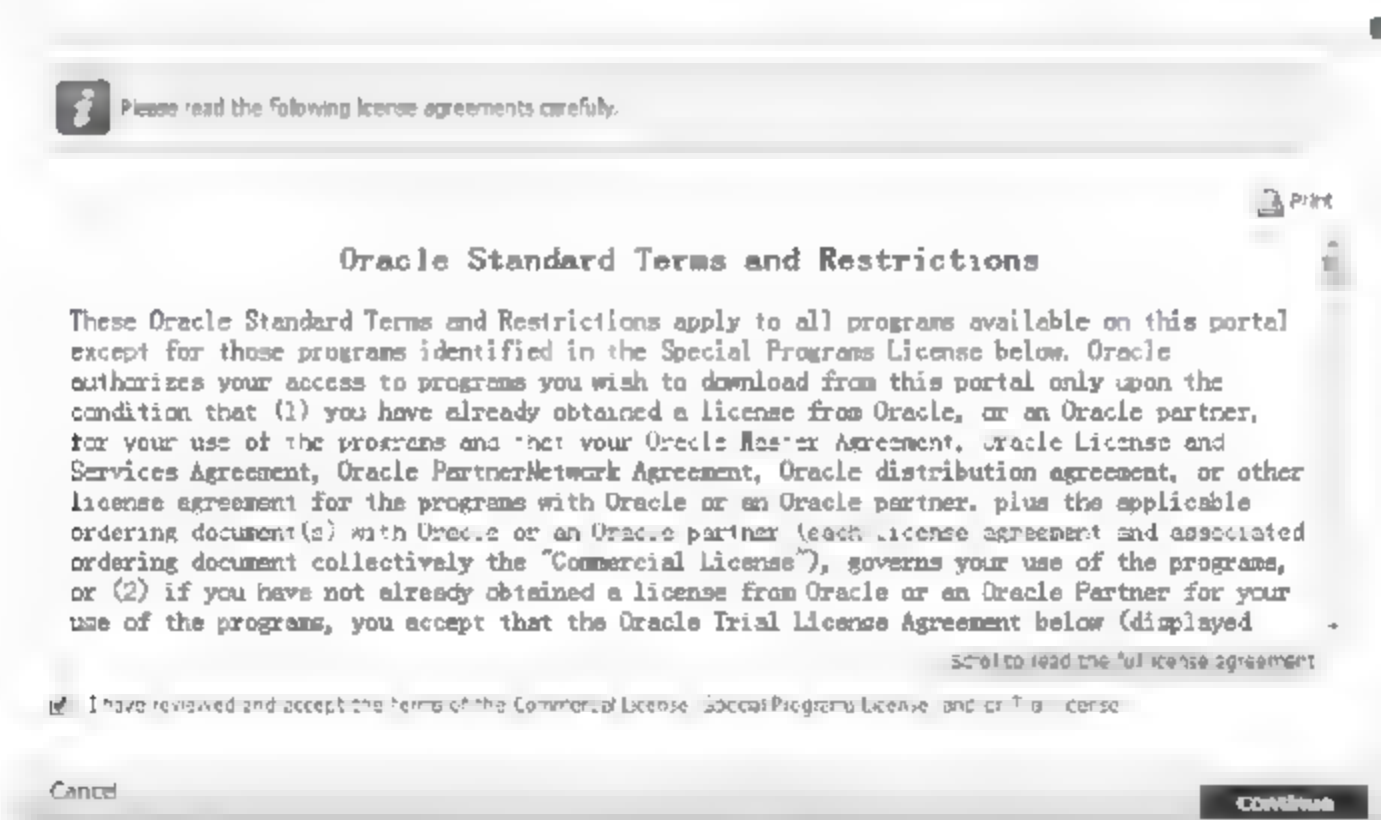 Please read the following license agreements carefully.
Print
Oracle Standard Terms and Restrictions
These Oracle Standard Terms and Restrictions apply to all programs available on this portal
except for those programs identified in the Special Programs License below. Oracle
authorizes your access to programs you wish to download from this portal only upon the
condition that (1) you have already obtained a license from Oracle, or an Oracle partner,
for your use of the programs and that your Oracle Master Agreement, Oracle License and
Services Agreement, Oracle PartnerNetwork Agreement, Oracle distribution agreement, or other
license agreement for the programs with Oracle or an Oracle partner, plus the applicable
ordering document(s) with Oracle or an Oracle partner (each license agreement and associated
ordering document collectively the "Commercial License"), governs your use of the programs,
or (2) if you have not already obtained a license from Oracle or an Oracle Partner for your
use of the programs, you accept that the Oracle Trial License Agreement below (displayed
Scroll to read the full license agreement
I have reviewed and accept the terms of the Commercial License, Special Programs License, and/or Trial License
Cancel
Continue